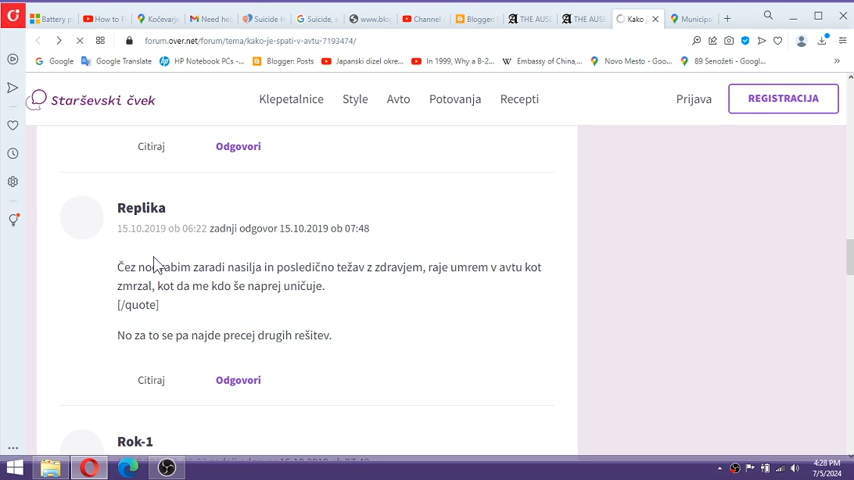 Battery p
How to f
Kočevarje
Need hel
Suicide H
Suicide, s
www.blog
Channel c
Blogger:
THE AUSI
THE AUSI
Kako
Municipa
forum.over.net/forum/tema/kako-je-spati-v-avtu-7193474/
Google
Google Translate
HP Notebook PCs -...
Blogger: Posts
Japanski dizel okre...
In 1999, Why a 8-2...
Embassy of China,...
Novo Mesto - Goo...
89 Senožeti - Googl...
Starševski čvek
Klepetalnice
Style
Avto
Potovanja
Recepti
Prijava
REGISTRACIJA
Citiraj
Odgovori
Replika
15.10.2019 ob 06:22 zadnji odgovor 15.10.2019 ob 07:48
zaradi nasilja in posledično težav z zdravjem, raje umrem v avtu kot
zmrzal, kot da me kdo še naprej uničuje.
[/quote]
No za to se pa najde precej drugih rešitev.
Citiraj
Odgovori
Rok-1
4:28 PM
7/5/2024